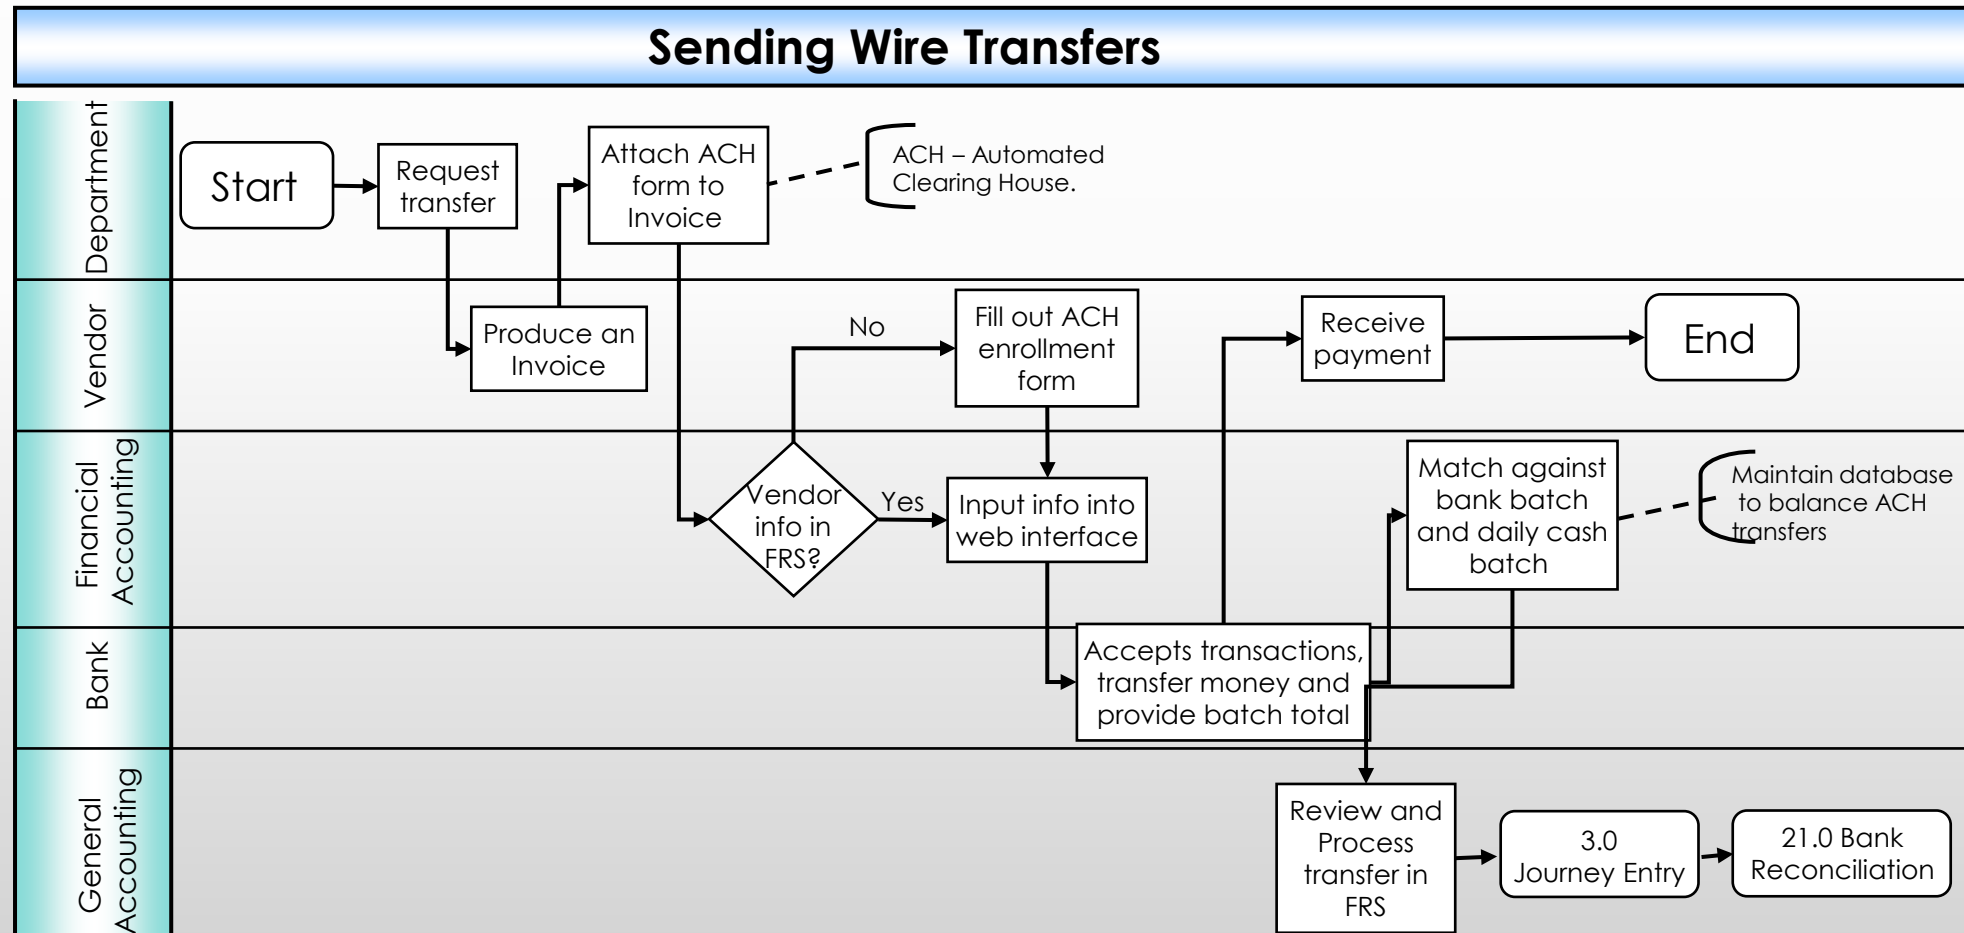 Sending Wire Transfers
Department
Start
Request
transfer
Attach ACH
form to
Invoice
ACH – Automated
Clearing House.
Vendor
Produce an
Invoice
No
Fill out ACH
enrollment
form
Receive
payment
End
Financial
Accounting
Vendor
info in
FRS?
Yes
Input info into
web interface
Match against
bank batch
and daily cash
batch
Maintain database
to balance ACH
transfers
Bank
Accepts transactions,
transfer money and
provide batch total
General
Accounting
Review and
Process
transfer in
FRS
3.0
Journey Entry
21.0 Bank
Reconciliation